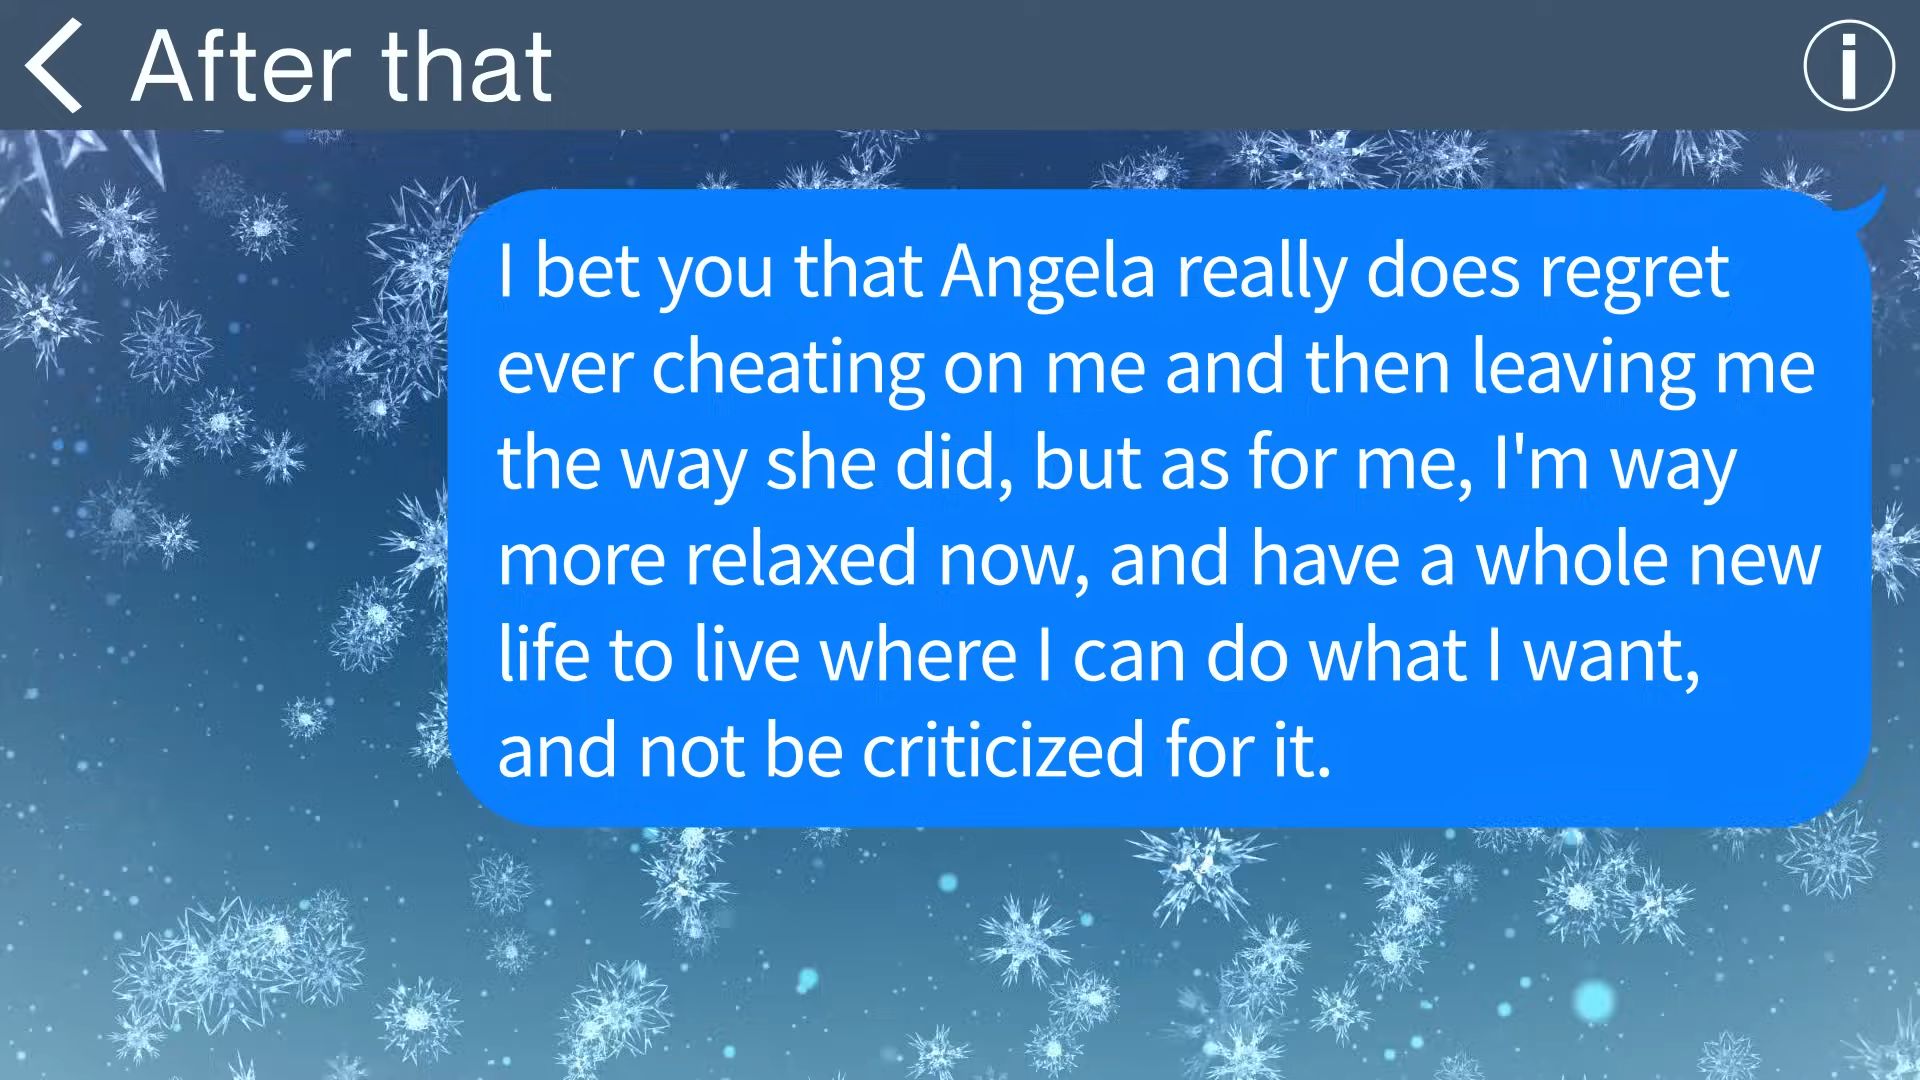 After that
I bet you that Angela really does regret
ever cheating on me and then leaving me
the way she did, but as for me, I'm way
more relaxed now, and have a whole new
life to live where I can do what I want,
and not be criticized for it.